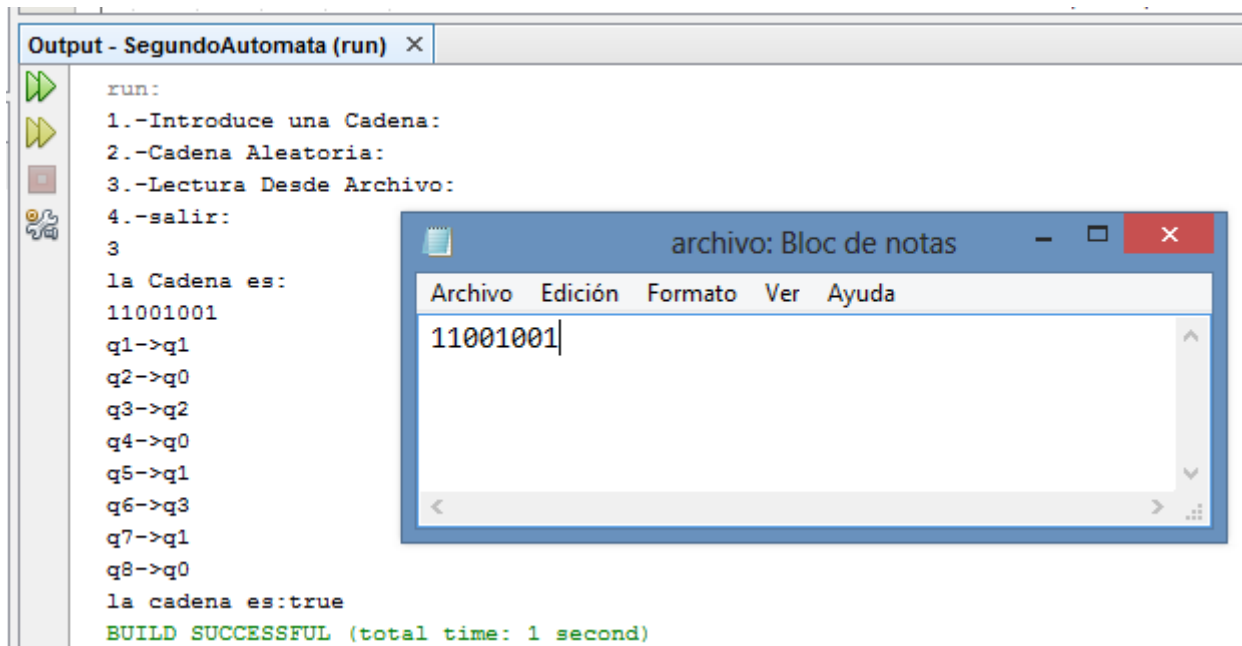 Output - SegundoAutomata (run) ×
run:
1.-Introduce una Cadena:
2.-Cadena Aleatoria:
3.-Lectura Desde Archivo:
4.-salir:
3
la Cadena es:
11001001
q1->q1
q2->q0
q3->q2
q4->q0
q5->q1
q6->q3
q7->q1
q8->q0
la cadena es:true
BUILD SUCCESSFUL (total time: 1 second)
archivo: Bloc de notas
Archivo Edición Formato Ver Ayuda
11001001